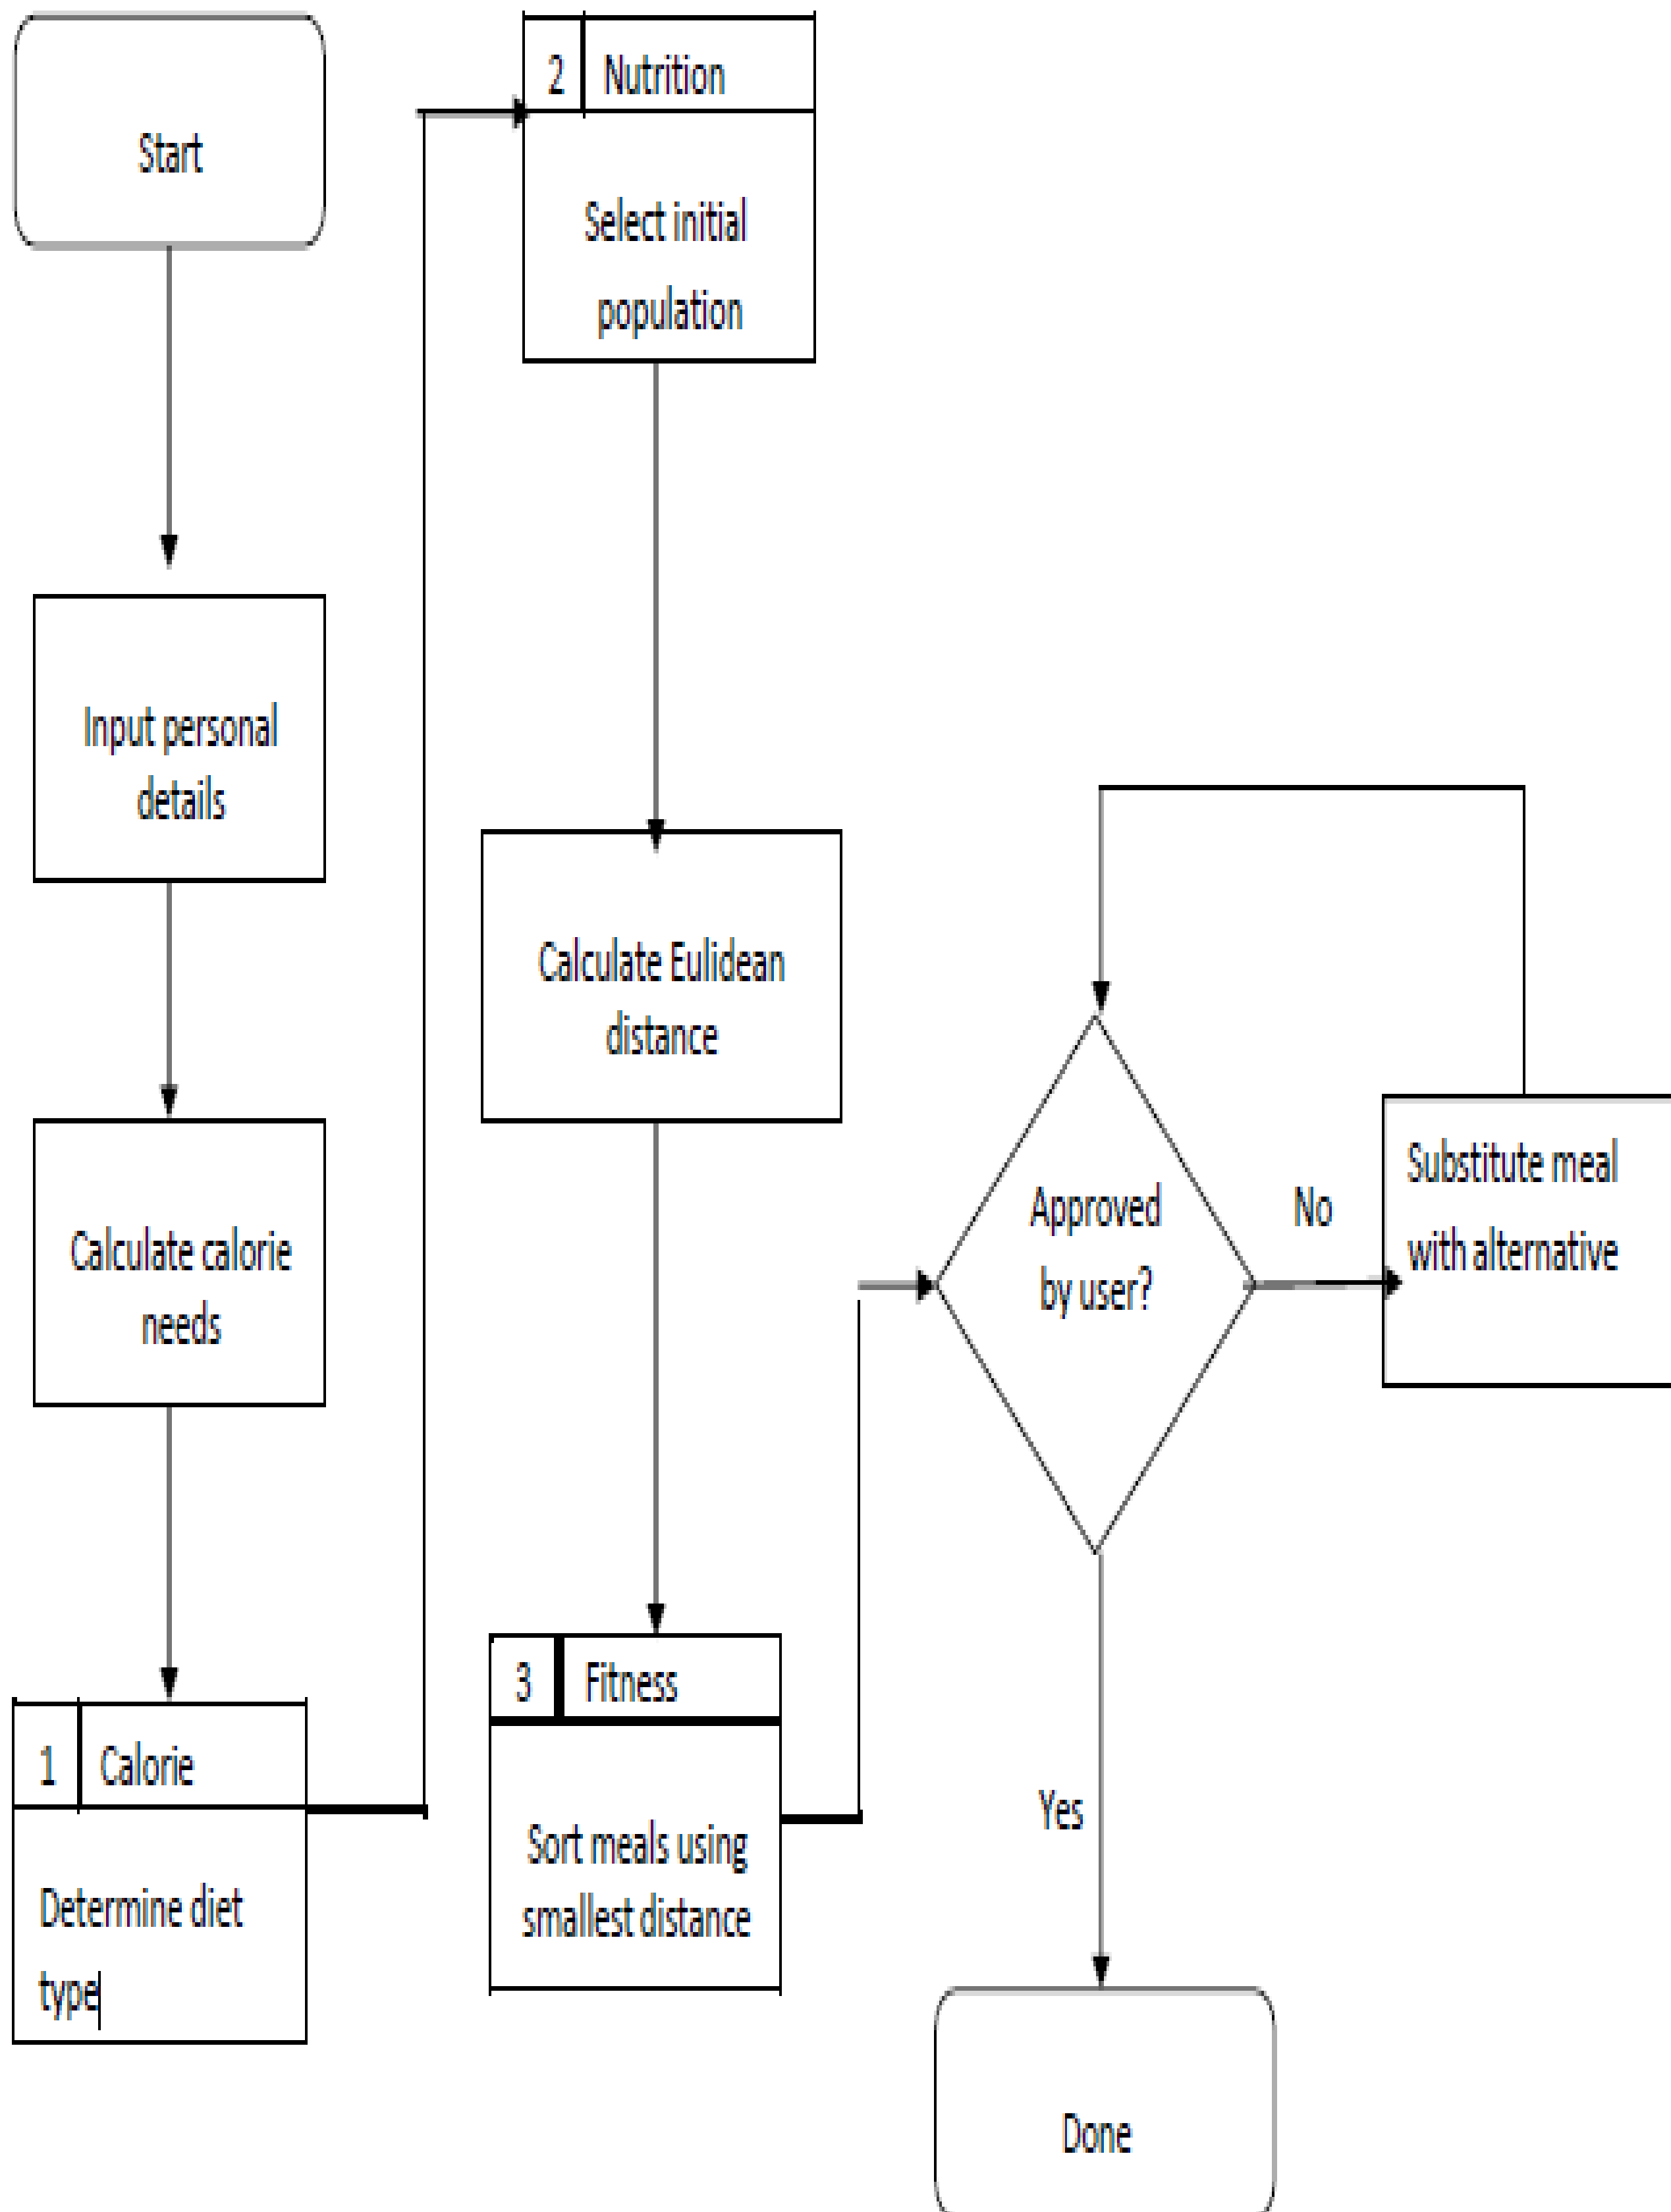 Start
Input personal
details
Calculate calorie
needs
1 Calorie
Determine diet
type
2 Nutrition
Select initial
population
Calculate Eulidean
distance
3 Fitness
Sort meals using
smallest distance
Approved
by user?
No
Substitute meal
with alternative
Yes
Done